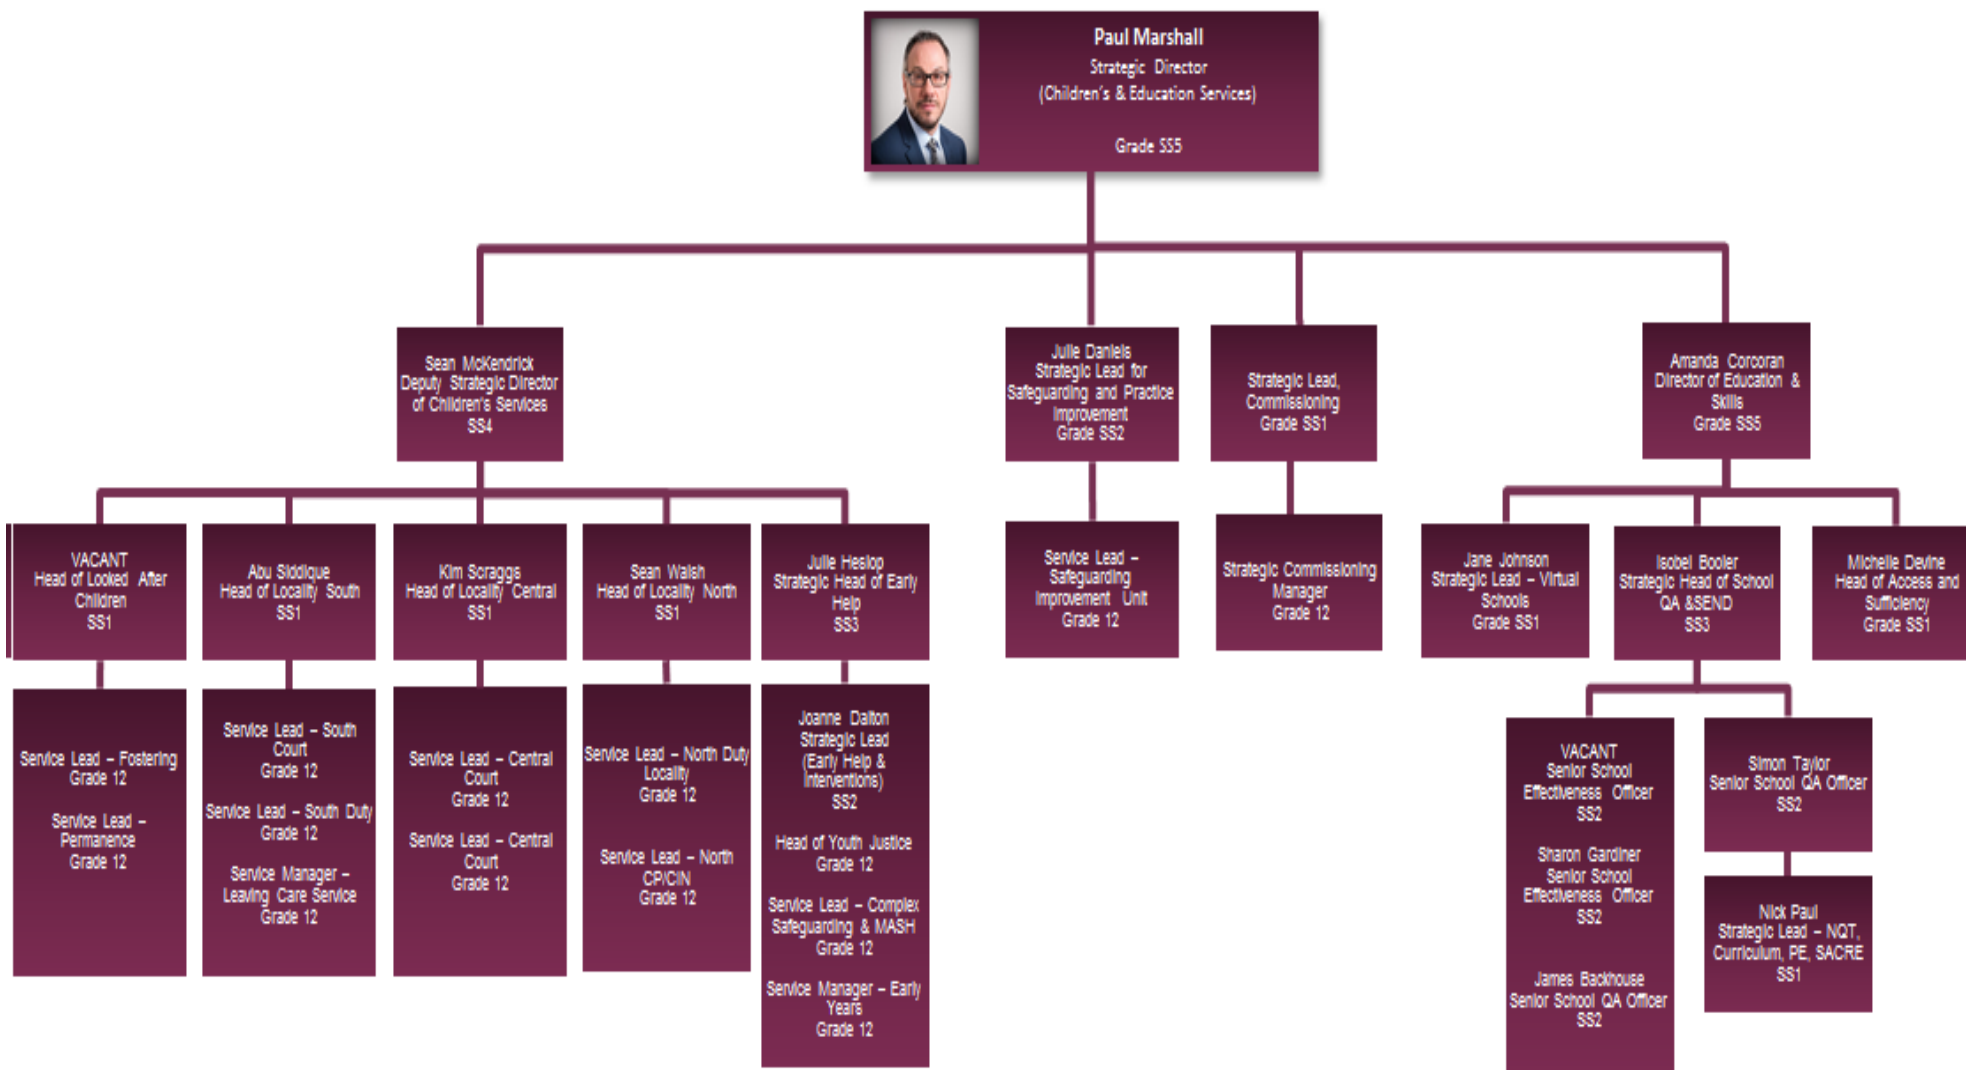 Paul Marshall
Strategic Director
(Children's & Education Services)
Grade SS5
Sean McKendrick
Deputy Strategic Director
of Children's Services
SS4
Julie Daniels
Strategic Lead for
Safeguarding and Practice
Improvement
Grade SS2
Strategic Lead,
Commissioning
Grade SS1
Amanda Corcoran
Director of Education &
Skills
Grade SS5
VACANT
Head of Looked After
Children
SS1
Abu Siddique
Head of Locality South
SS1
Kim Scraggs
Head of Locality Central
SS1
Sean Walsh
Head of Locality North
SS1
Julie Heslop
Strategic Head of Early
Help
SS3
Service Lead –
Safeguarding
Improvement Unit
Grade 12
Strategic Commissioning
Manager
Grade 12
Jane Johnson
Strategic Lead – Virtual
Schools
Grade SS1
Isobel Booler
Strategic Head of School
QA &SEND
SS3
Michelle Devine
Head of Access and
Sufficiency
Grade SS1
Service Lead – Fostering
Grade 12
Service Lead –
Permanence
Grade 12
Service Lead – South
Court
Grade 12
Service Lead – South Duty
Grade 12
Service Manager –
Leaving Care Service
Grade 12
Service Lead – Central
Court
Grade 12
Service Lead – Central
Court
Grade 12
Service Lead – North Duty
Locality
Grade 12
Service Lead – North
CP/CIN
Grade 12
Joanne Dalton
Strategic Lead
(Early Help &
Interventions)
SS2
Head of Youth Justice
Grade 12
Service Lead – Complex
Safeguarding & MASH
Grade 12
Service Manager – Early
Years
Grade 12
VACANT
Senior School
Effectiveness Officer
SS2
Sharon Gardiner
Senior School
Effectiveness Officer
SS2
James Backhouse
Senior School QA Officer
SS2
Simon Taylor
Senior School QA Officer
SS2
Nick Paul
Strategic Lead – NQT,
Curriculum, PE, SACRE
SS1